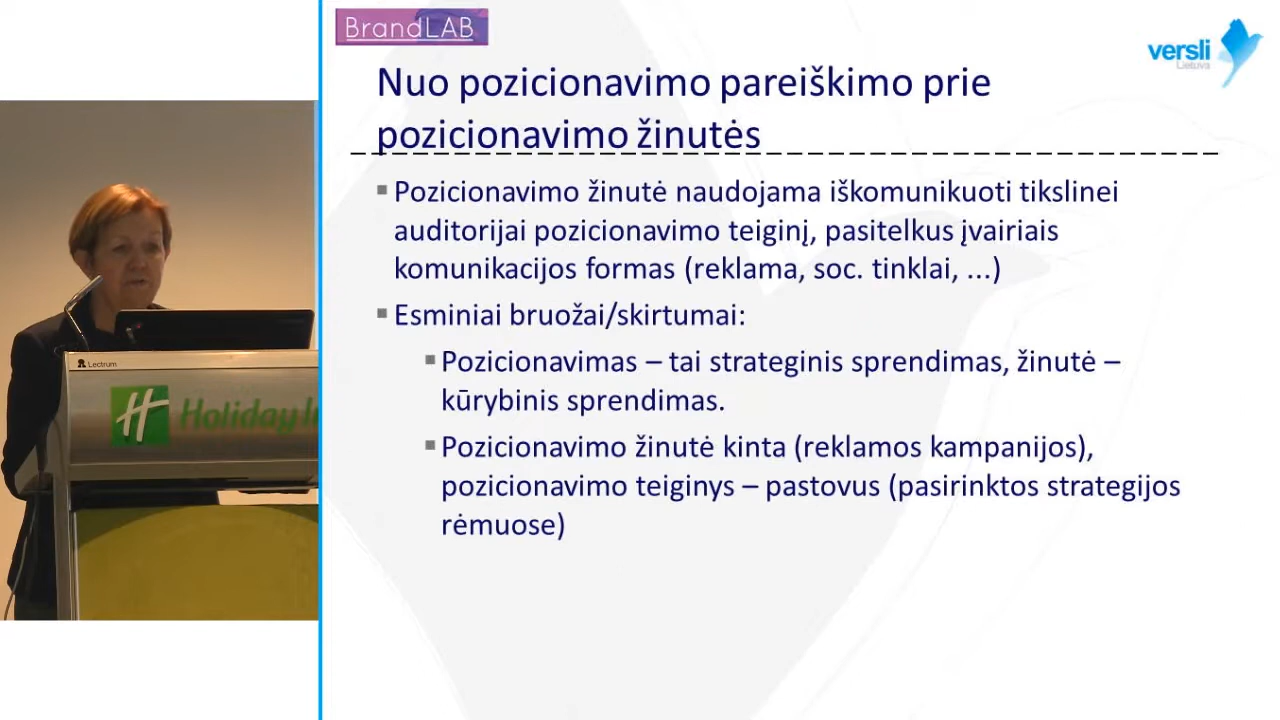 BrandLAB
versli
Lietuva
Nuo pozicionavimo pareiškimo prie
pozicionavimo žinutės
Pozicionavimo žinutė naudojama iškomunikuoti tikslinei
auditorijai pozicionavimo teiginį, pasitelkus įvairiais
komunikacijos formas (reklama, soc. tinklai, ...)
Esminiai bruožai/skirtumai:
Pozicionavimas – tai strateginis sprendimas, žinutė –
kūrybinis sprendimas.
Pozicionavimo žinutė kinta (reklamos kampanijos),
pozicionavimo teiginys – pastovus (pasirinktos strategijos
rėmuose)
Lectrum
H Holiday In